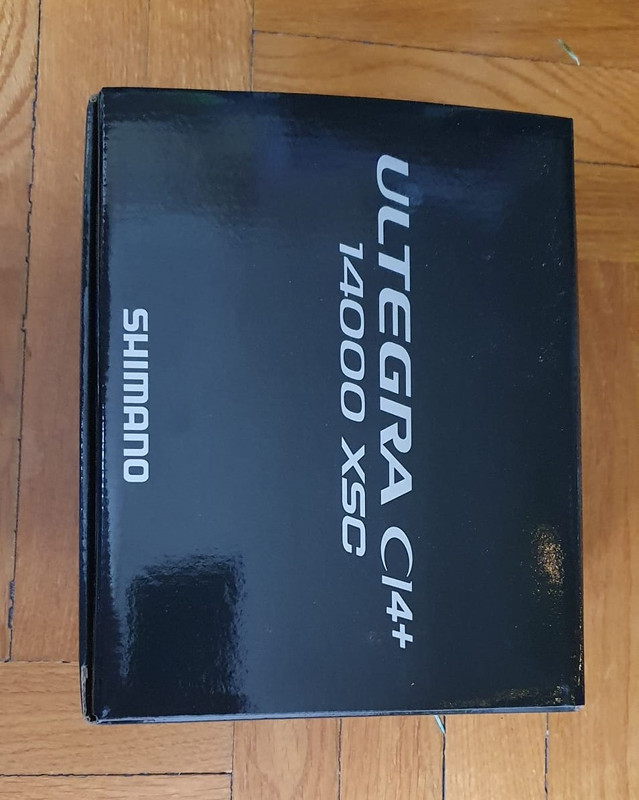 ULTEGRA CI4+
14000 XSC
SHIMANO